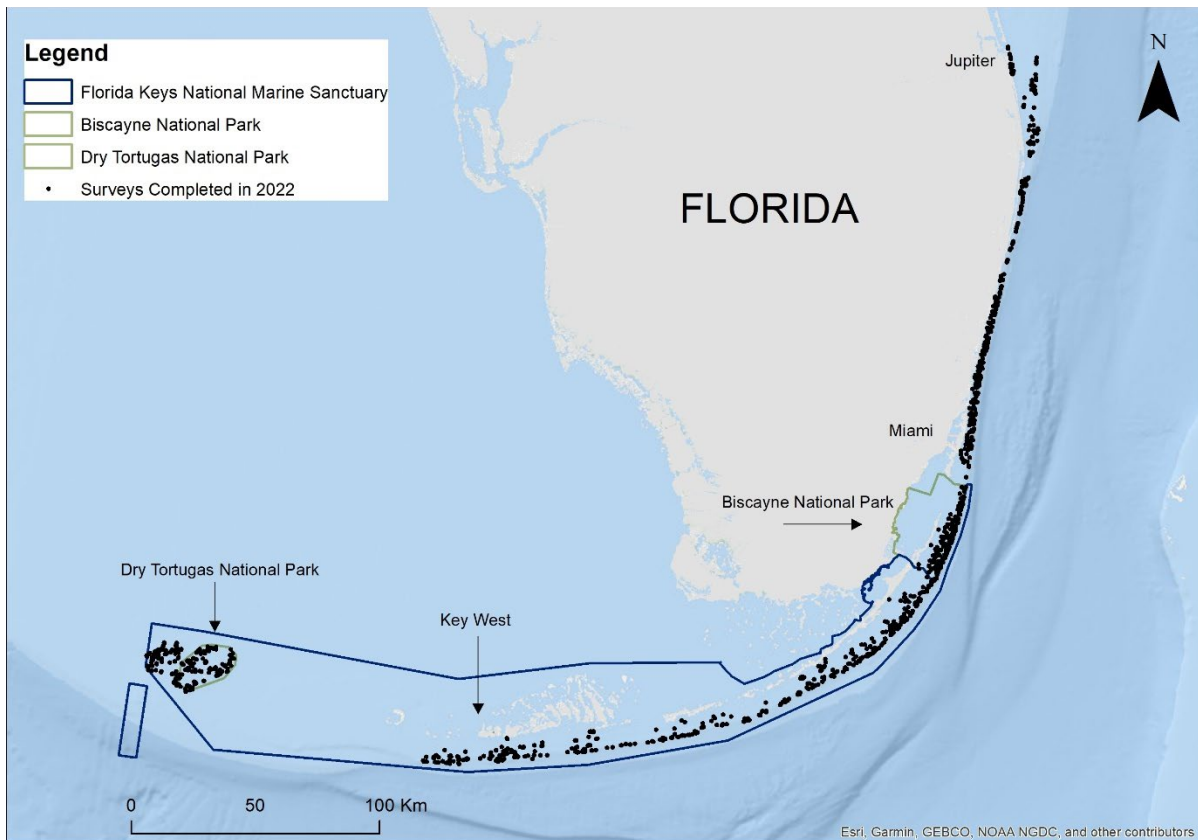 Legend
Florida Keys National Marine Sanctuary
Biscayne National Park
Dry Tortugas National Park
Surveys Completed in 2022
Jupiter
N
FLORIDA
Miami
Biscayne National Park
Dry Tortugas National Park
Key West
0 50 100 Km
Esri, Garmin, GEBCO, NOAA NGDC, and other contributors